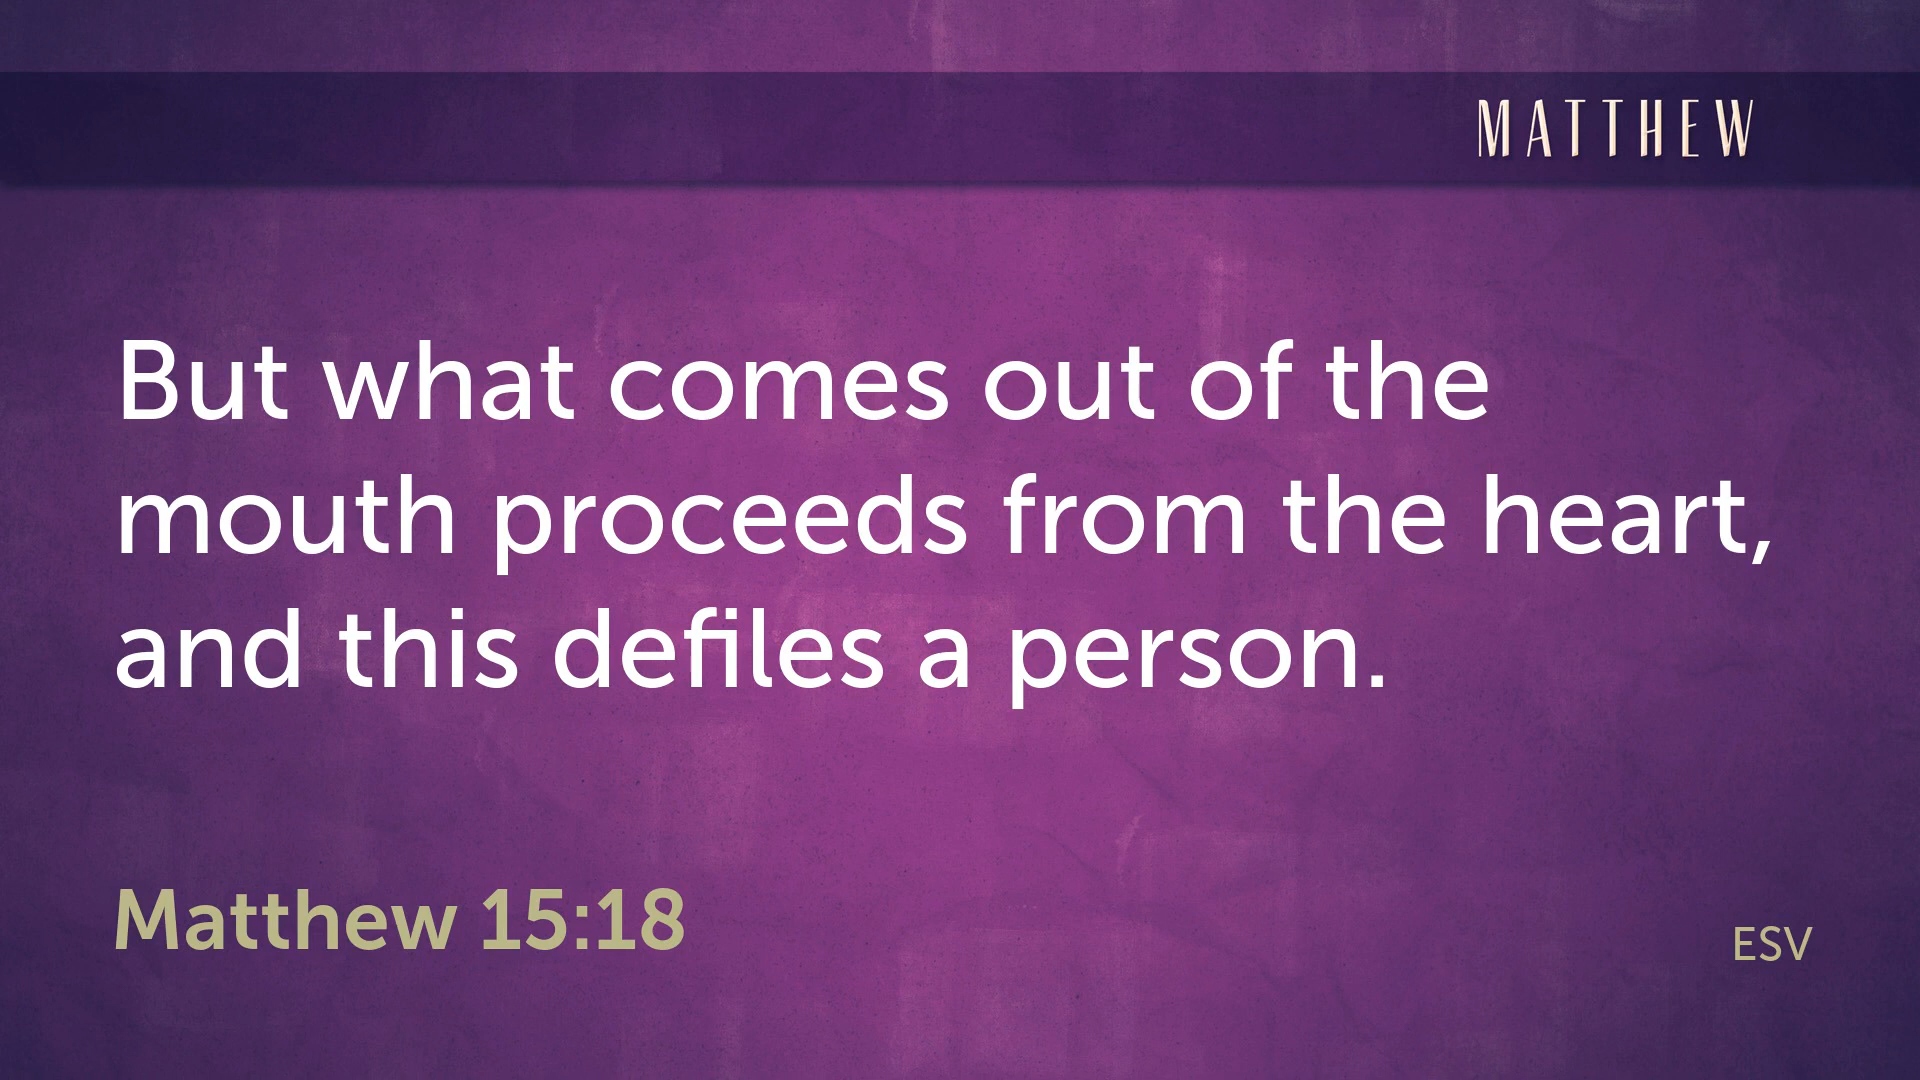 MATTHEW
But what comes out of the
mouth proceeds from the heart,
and this defiles a person.
Matthew 15:18
ESV